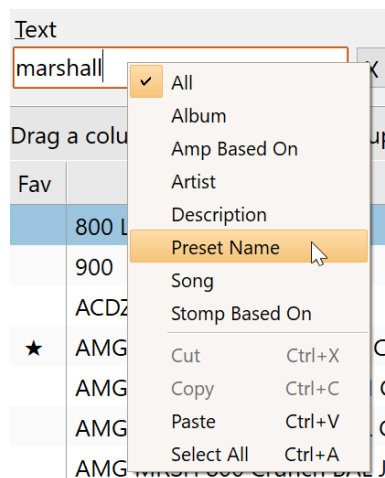 Text
marshall
X
✓ All
Album
Drag a colu
Amp Based On
Artist
Fav
Description
800
Preset Name
900
Song
ACDZ
Stomp Based On
★ AMG
Cut Ctrl+X
C
AMG
Copy Ctrl+C
AMG
Paste Ctrl+V
Select All Ctrl+A
AMG